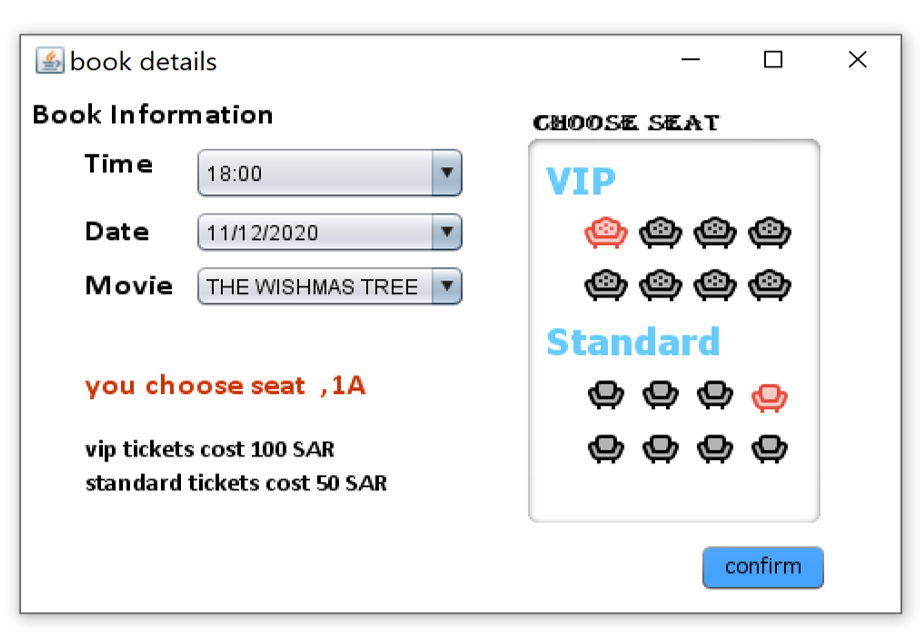 book details
Book Information
Time
18:00
Date
11/12/2020
Movie
THE WISHMAS TREE
you choose seat ,1A
vip tickets cost 100 SAR
standard tickets cost 50 SAR
CHOOSE SEAT
VIP
Standard
confirm